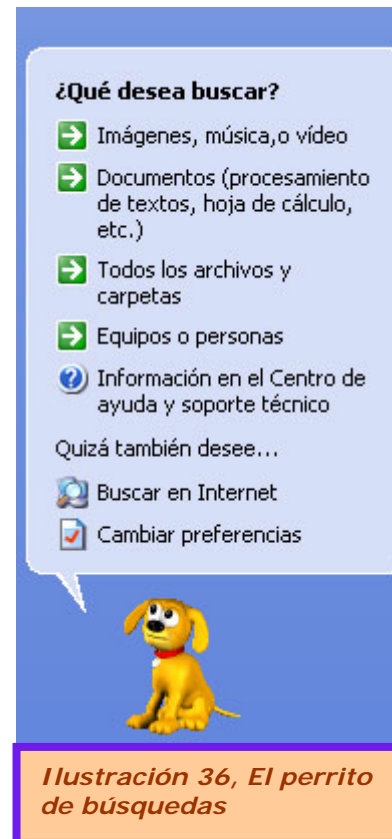 ¿Qué desea buscar?
Imágenes, música,o vídeo
Documentos (procesamiento
de textos, hoja de cálculo,
etc.)
Todos los archivos y
carpetas
Equipos o personas
Información en el Centro de
ayuda y soporte técnico
Quizá también desee...
Buscar en Internet
Cambiar preferencias
Ilustración 36, El perrito
de búsquedas